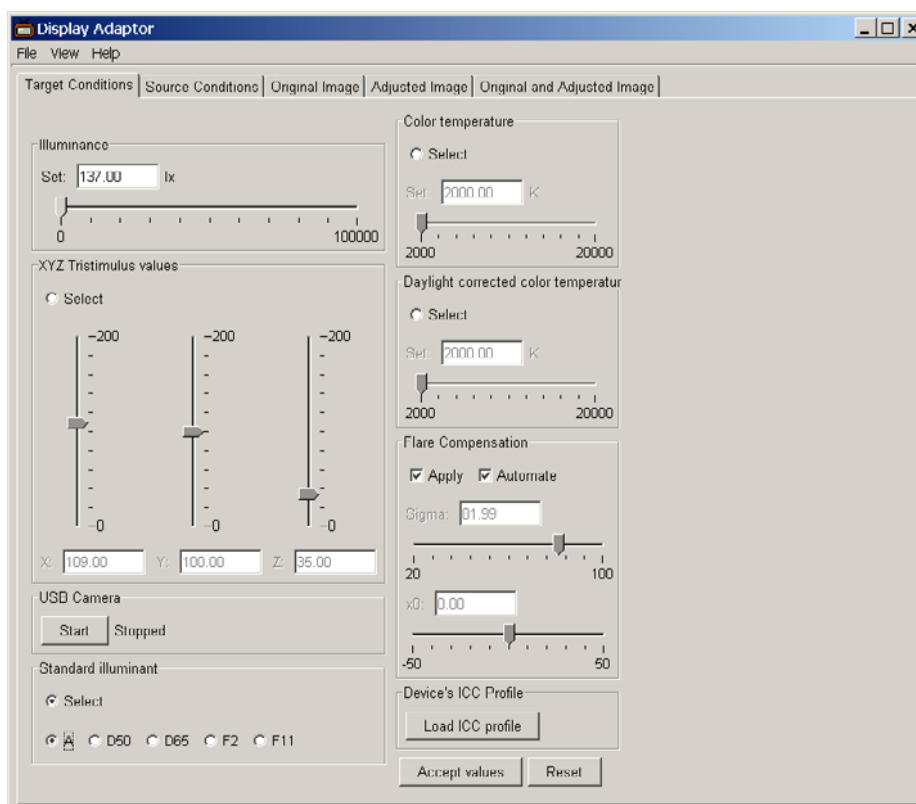 Display Adaptor
File View Help
Target Conditions Source Conditions Original Image Adjusted Image Original and Adjusted Image
Illuminance
Set: 137.00 lx
0 100000
XYZ Tristimulus values
Select
200 200 200
0 0 0
X: 109.00 Y: 100.00 Z: 35.00
USB Camera
Start Stopped
Standard illuminant
Select
A D50 D65 F2 F11
Color temperature
Select
Set: 2000.00 K
2000 20000
Daylight corrected color temperatur
Select
Set: 2000.00 K
2000 20000
Flare Compensation
Apply Automate
Sigma: 01.99
20 100
x0: 0.00
-50 50
Device's ICC Profile
Load ICC profile
Accept values Reset